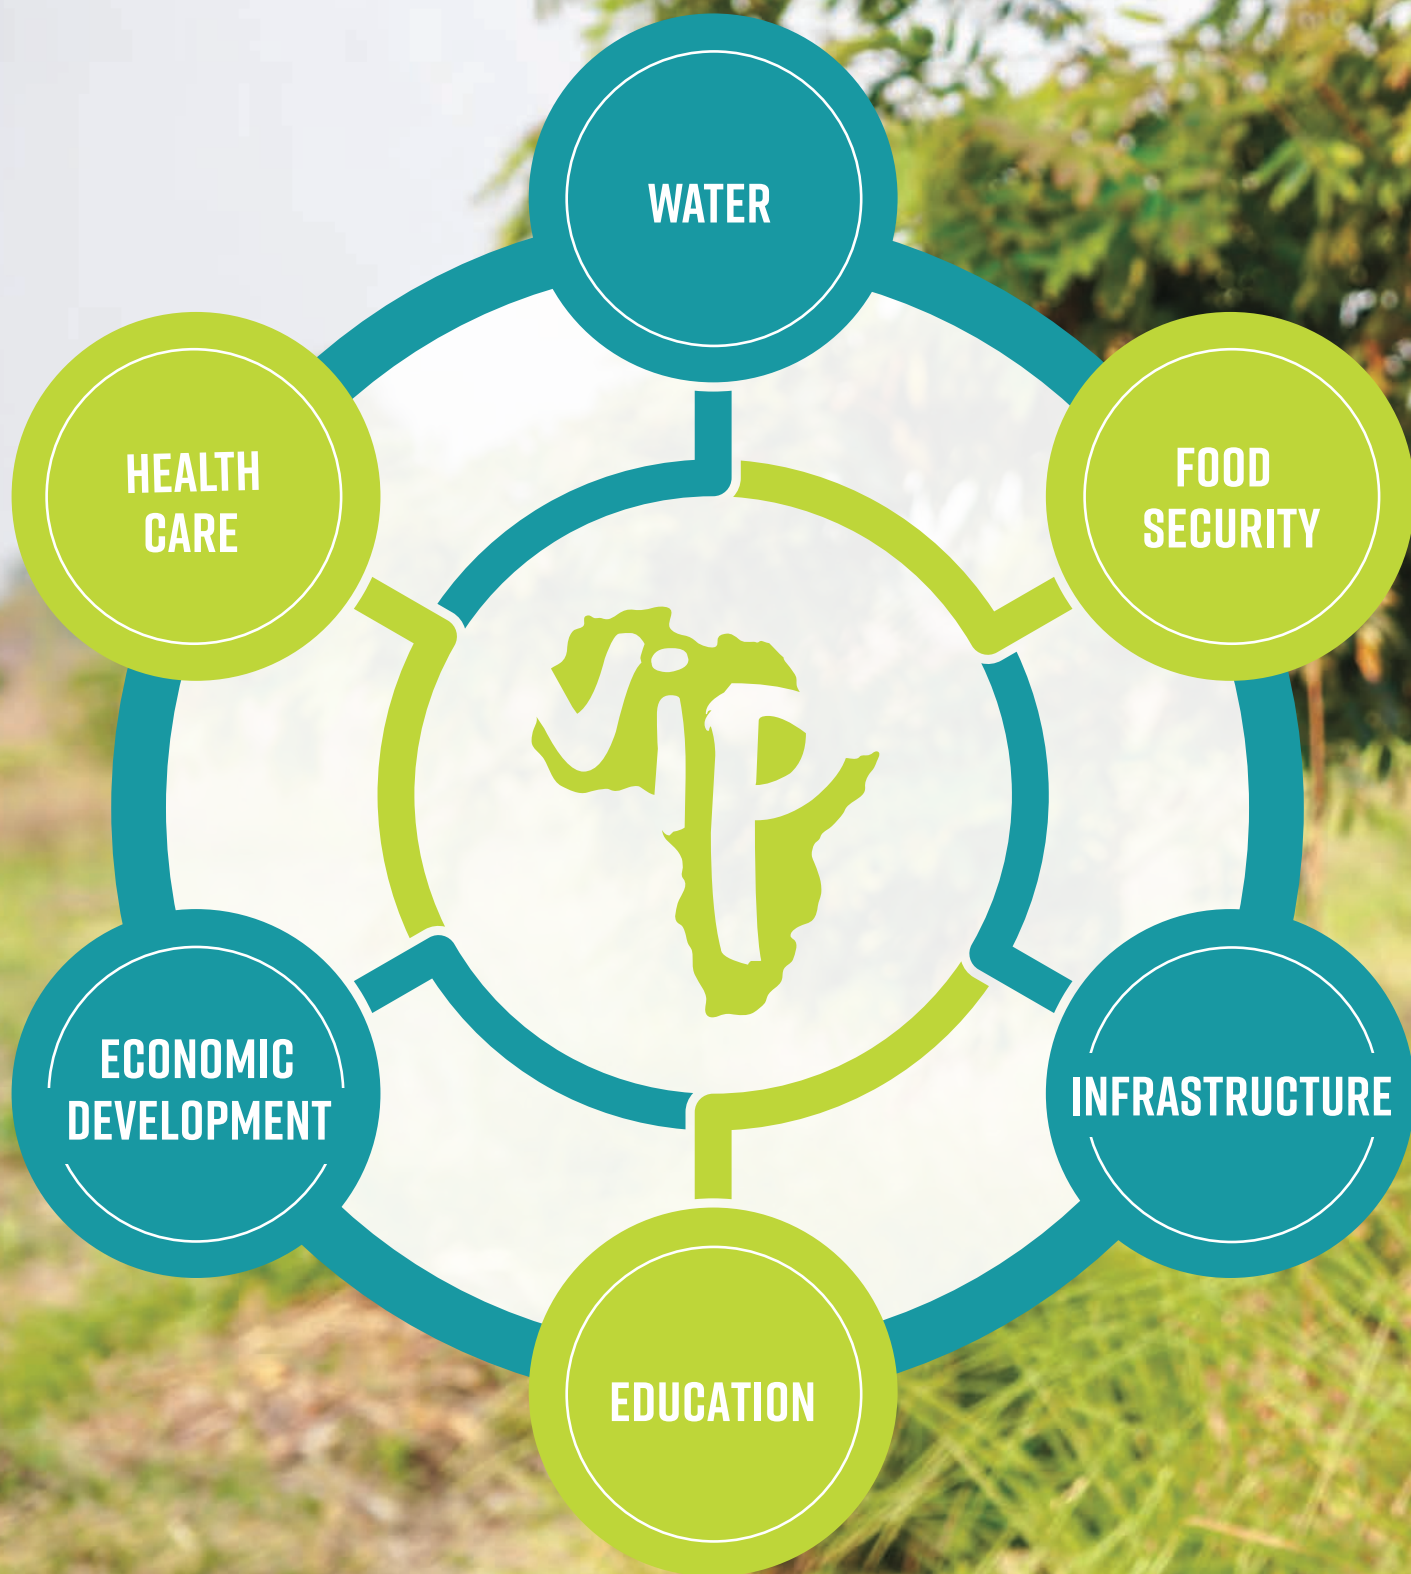 WATER
FOOD
SECURITY
INFRASTRUCTURE
EDUCATION
ECONOMIC
DEVELOPMENT
HEALTH
CARE